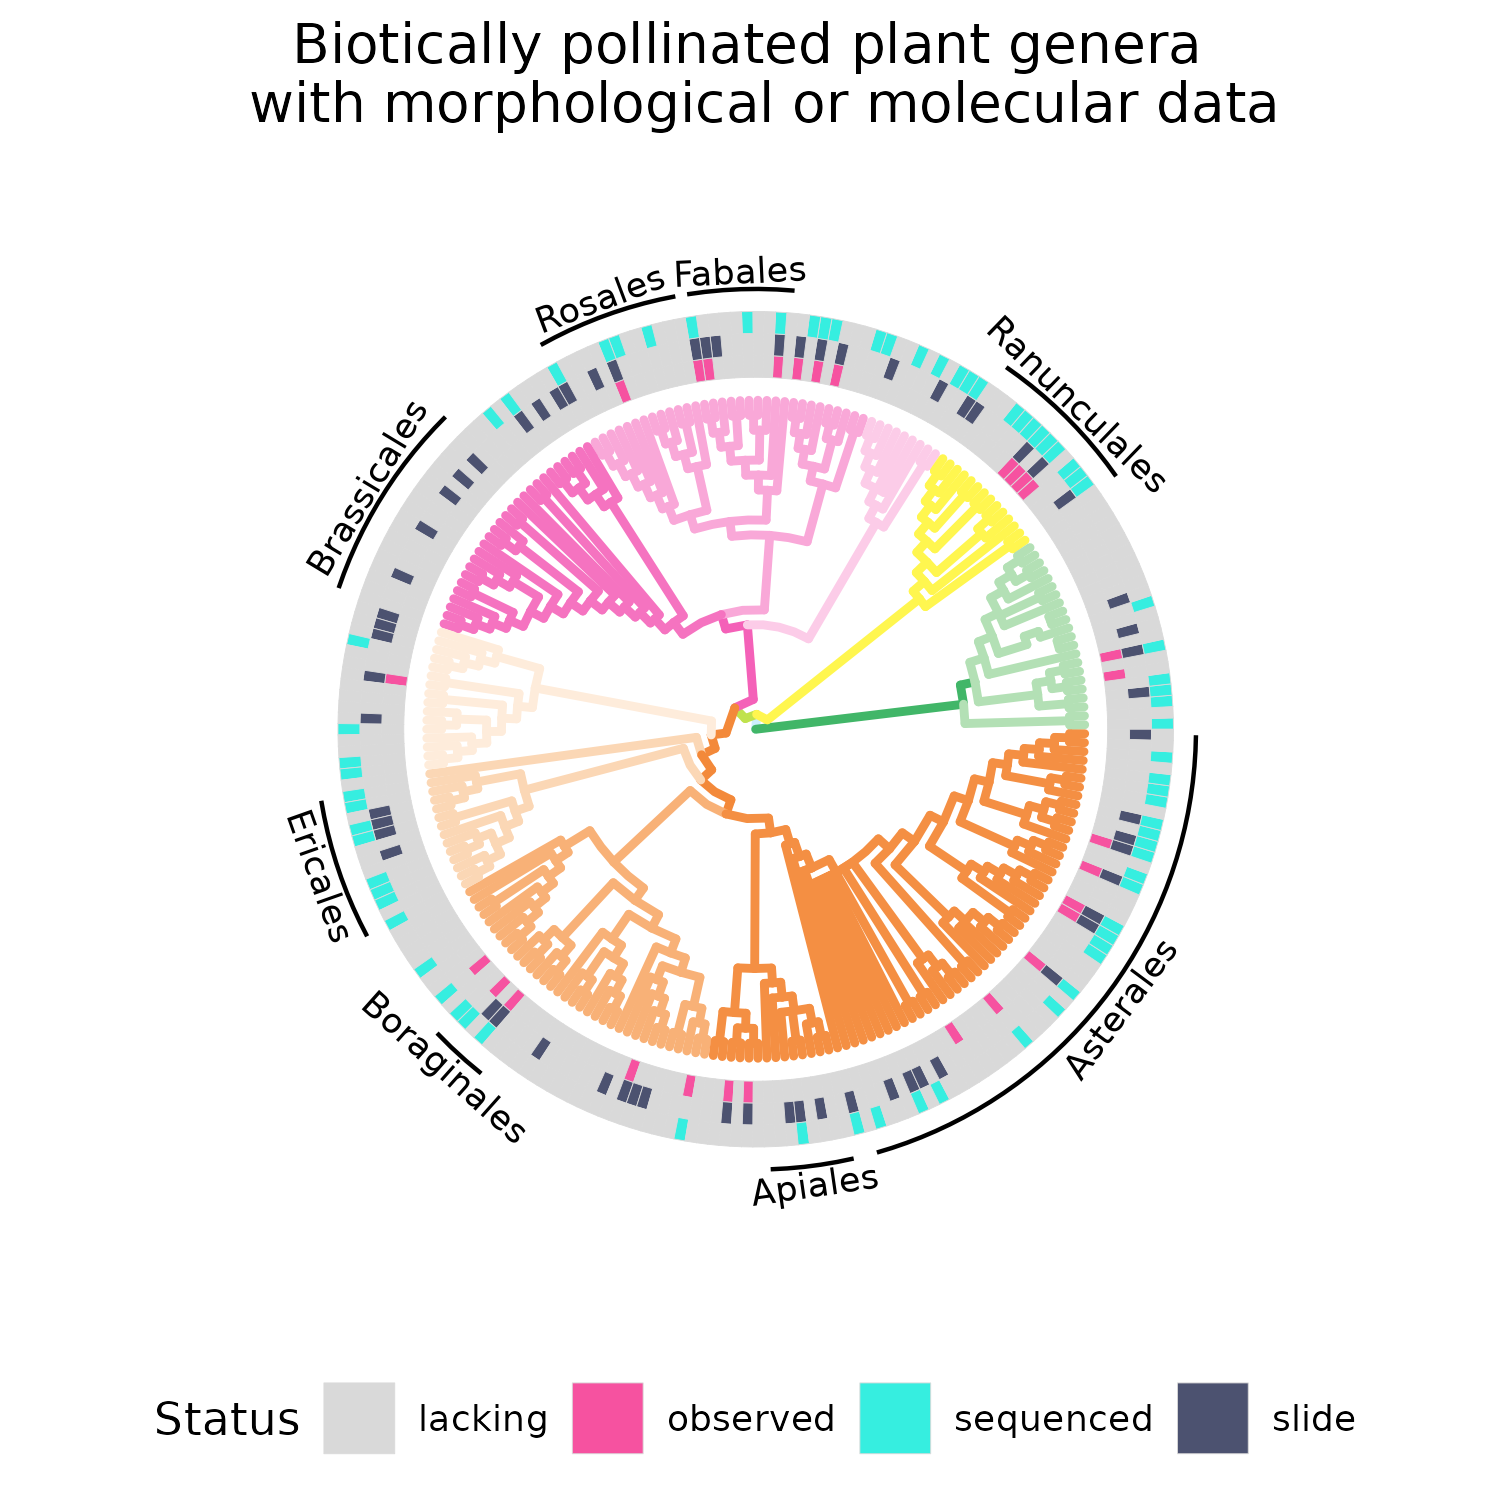 Biotically pollinated plant genera
with morphological or molecular data
Rosales
Fabales
Ranunculales
Brassicales
Ericales
Boraginales
Apiales
Asterales
Status
lacking
observed
sequenced
slide